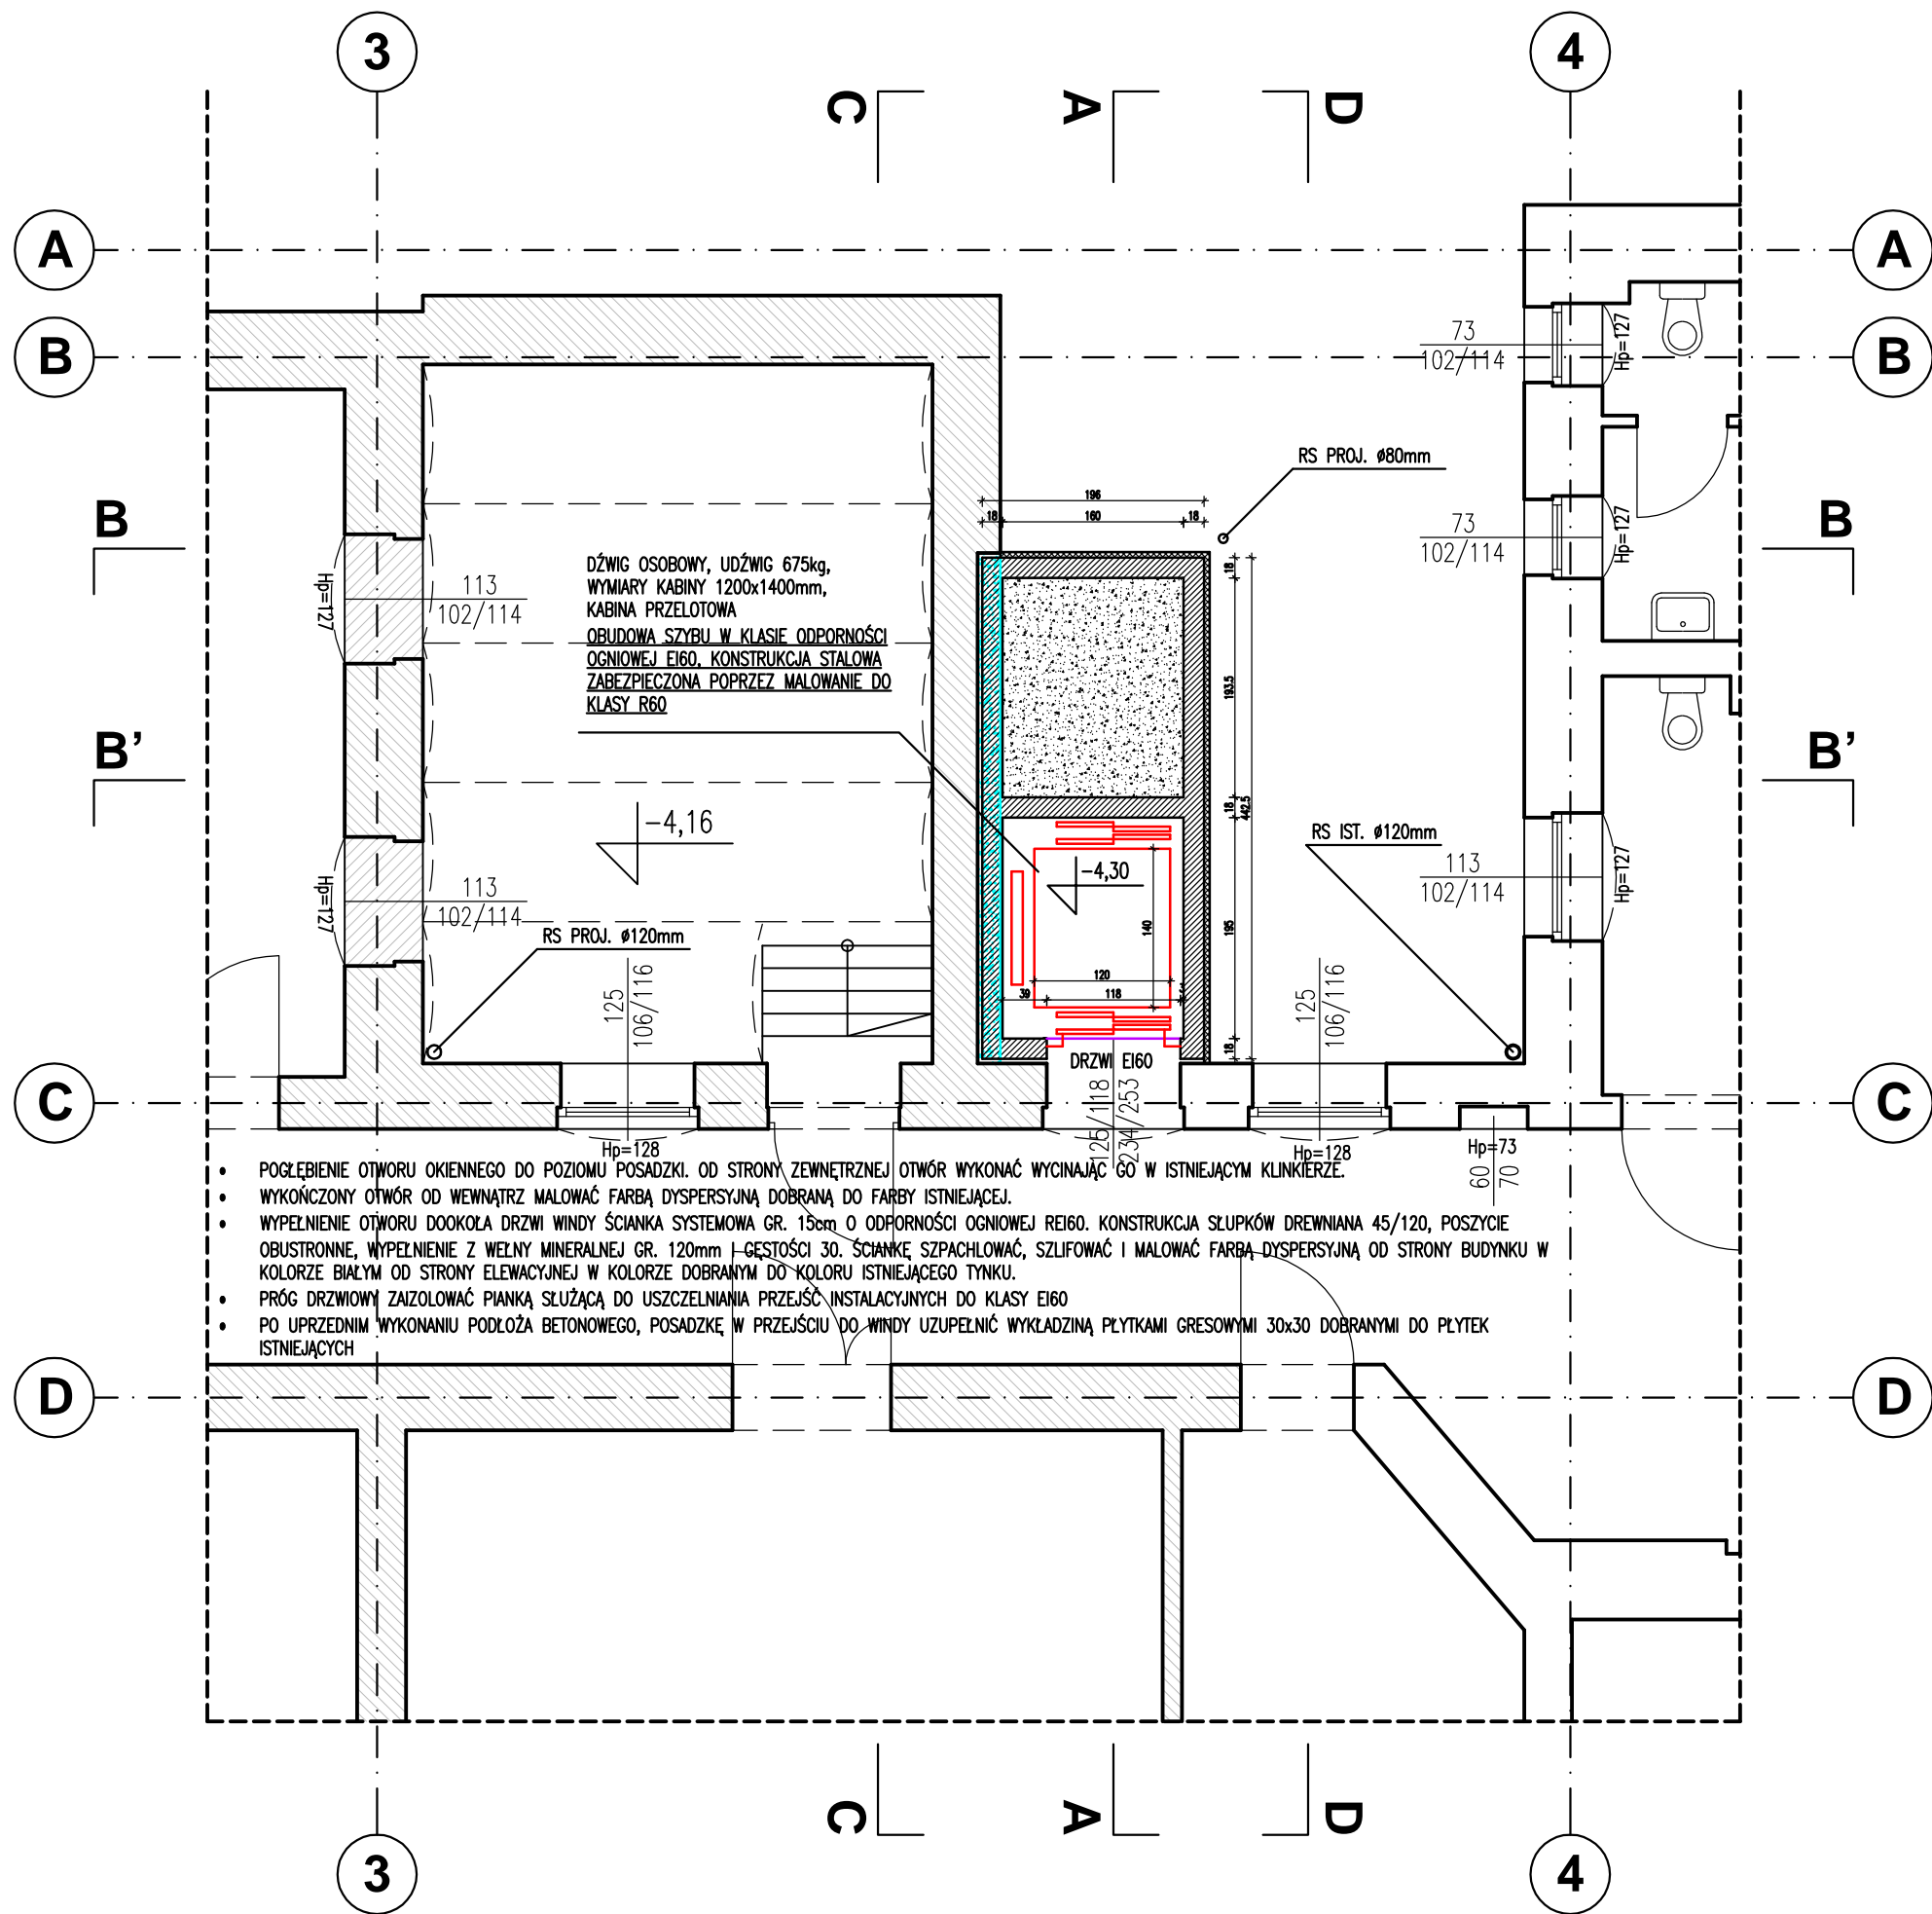 3
4
C
A
D
A
A
B
B
73
102/114
Hp=127
RS PROJ. ø80mm
B
B
196
18
160
18
73
102/114
Hp=127
DŹWIG OSOBOWY, UDŹWIG 675kg,
WYMIARY KABINY 1200x1400mm,
KABINA PRZELOTOWA
OBUDOWA SZYBU W KLASIE ODPORNOŚCI
OGNIOWEJ EI60, KONSTRUKCJA STALOWA
ZABEZPIECZONA POPRZEZ MALOWANIE DO
KLASY R60
18
Hp=127
113
102/114
193.5
B’
B’
18
442.5
-4,16
RS IST. ø120mm
-4,30
113
102/114
Hp=127
Hp=127
113
102/114
140
195
RS PROJ. ø120mm
120
39
118
125
106/116
125
106/116
18
DRZWI EI60
C
C
125/118
234/253
Hp=128
Hp=128
Hp=73
60
70
• POGŁĘBIENIE OTWORU OKIENNEGO DO POZIOMU POSADZKI. OD STRONY ZEWNĘTRZNEJ OTWÓR WYKONAĆ WYCINAJĄC GO W ISTNIEJĄCYM KLINKIERZE.
• WYKOŃCZONY OTWÓR OD WEWNĄTRZ MALOWAĆ FARBĄ DYSPERSYJNĄ DOBRANĄ DO FARBY ISTNIEJĄCEJ.
• WYPEŁNIENIE OTWORU DOOKOŁA DRZWI WINDY ŚCIANKA SYSTEMOWA GR. 15cm O ODPORNOŚCI OGNIOWEJ REI60. KONSTRUKCJA SŁUPKÓW DREWNIANA 45/120, POSZYCIE
OBUSTRONNE, WYPEŁNIENIE Z WEŁNY MINERALNEJ GR. 120mm I GĘSTOŚCI 30. ŚCIANKĘ SZPACHLOWAĆ, SZLIFOWAĆ I MALOWAĆ FARBĄ DYSPERSYJNĄ OD STRONY BUDYNKU W
KOLORZE BIAŁYM OD STRONY ELEWACYJNEJ W KOLORZE DOBRANYM DO KOLORU ISTNIEJĄCEGO TYNKU.
• PRÓG DRZWIOWY ZAIZOLOWAĆ PIANKĄ SŁUŻĄCĄ DO USZCZELNIANIA PRZEJŚĆ INSTALACYJNYCH DO KLASY EI60
• PO UPRZEDNIM WYKONANIU PODŁOŻA BETONOWEGO, POSADZKĘ W PRZEJŚCIU DO WINDY UZUPEŁNIĆ WYKŁADZINĄ PŁYTKAMI GRESOWYMI 30x30 DOBRANYMI DO PŁYTEK
ISTNIEJĄCYCH
D
D
C
A
D
3
4